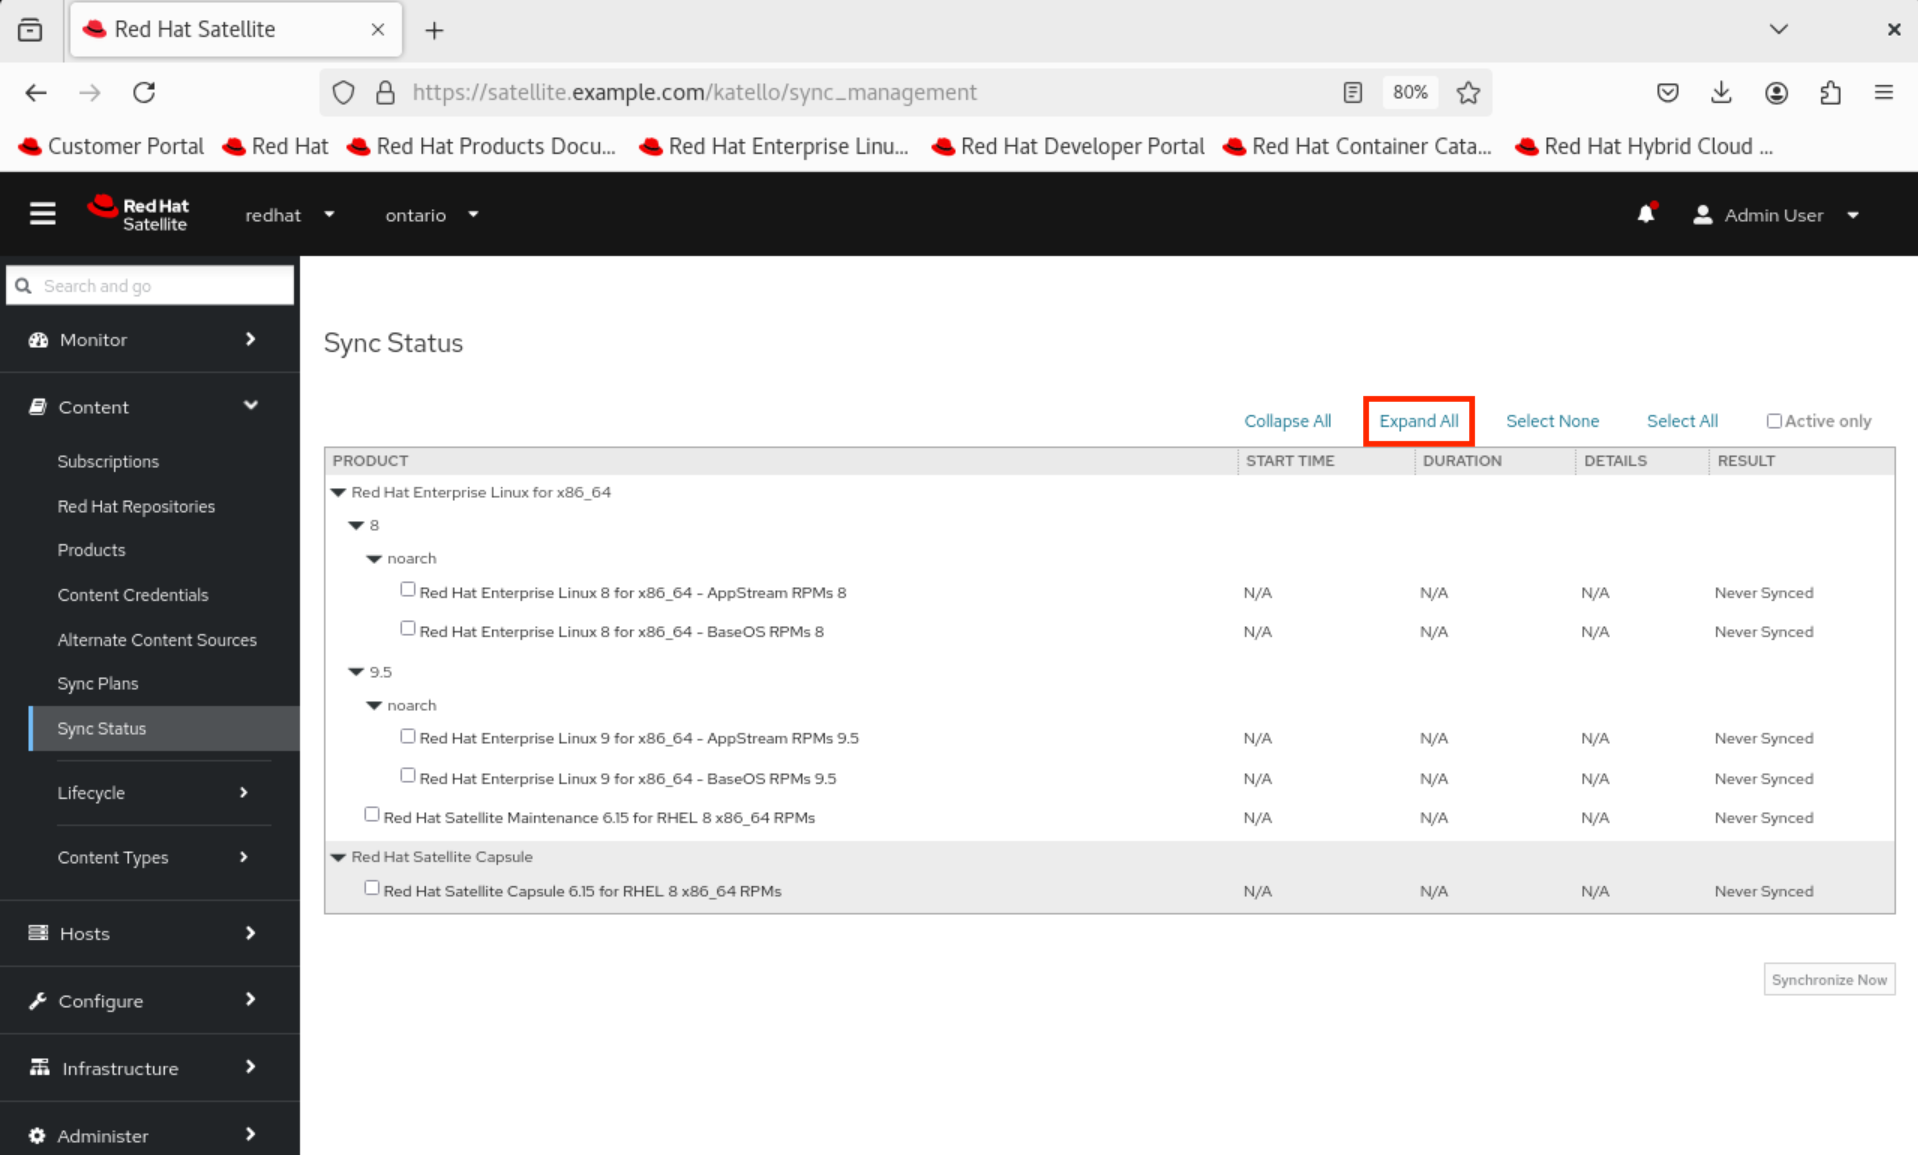 Red Hat Satellite
https://satellite.example.com/katello/sync_management
80%
Customer Portal Red Hat Red Hat Products Docu... Red Hat Enterprise Linu... Red Hat Developer Portal Red Hat Container Cata... Red Hat Hybrid Cloud ...
Red Hat
Satellite
redhat ontario Admin User
Search and go
Monitor
Content
Subscriptions
Red Hat Repositories
Products
Content Credentials
Alternate Content Sources
Sync Plans
Sync Status
Lifecycle
Content Types
Hosts
Configure
Infrastructure
Administer
Sync Status
Collapse All Expand All Select None Select All Active only
PRODUCT START TIME DURATION DETAILS RESULT
Red Hat Enterprise Linux for x86_64
8
noarch
Red Hat Enterprise Linux 8 for x86_64 - AppStream RPMs 8 N/A N/A N/A Never Synced
Red Hat Enterprise Linux 8 for x86_64 - BaseOS RPMs 8 N/A N/A N/A Never Synced
9.5
noarch
Red Hat Enterprise Linux 9 for x86_64 - AppStream RPMs 9.5 N/A N/A N/A Never Synced
Red Hat Enterprise Linux 9 for x86_64 - BaseOS RPMs 9.5 N/A N/A N/A Never Synced
Red Hat Satellite Maintenance 6.15 for RHEL 8 x86_64 RPMs N/A N/A N/A Never Synced
Red Hat Satellite Capsule
Red Hat Satellite Capsule 6.15 for RHEL 8 x86_64 RPMs N/A N/A N/A Never Synced
Synchronize Now